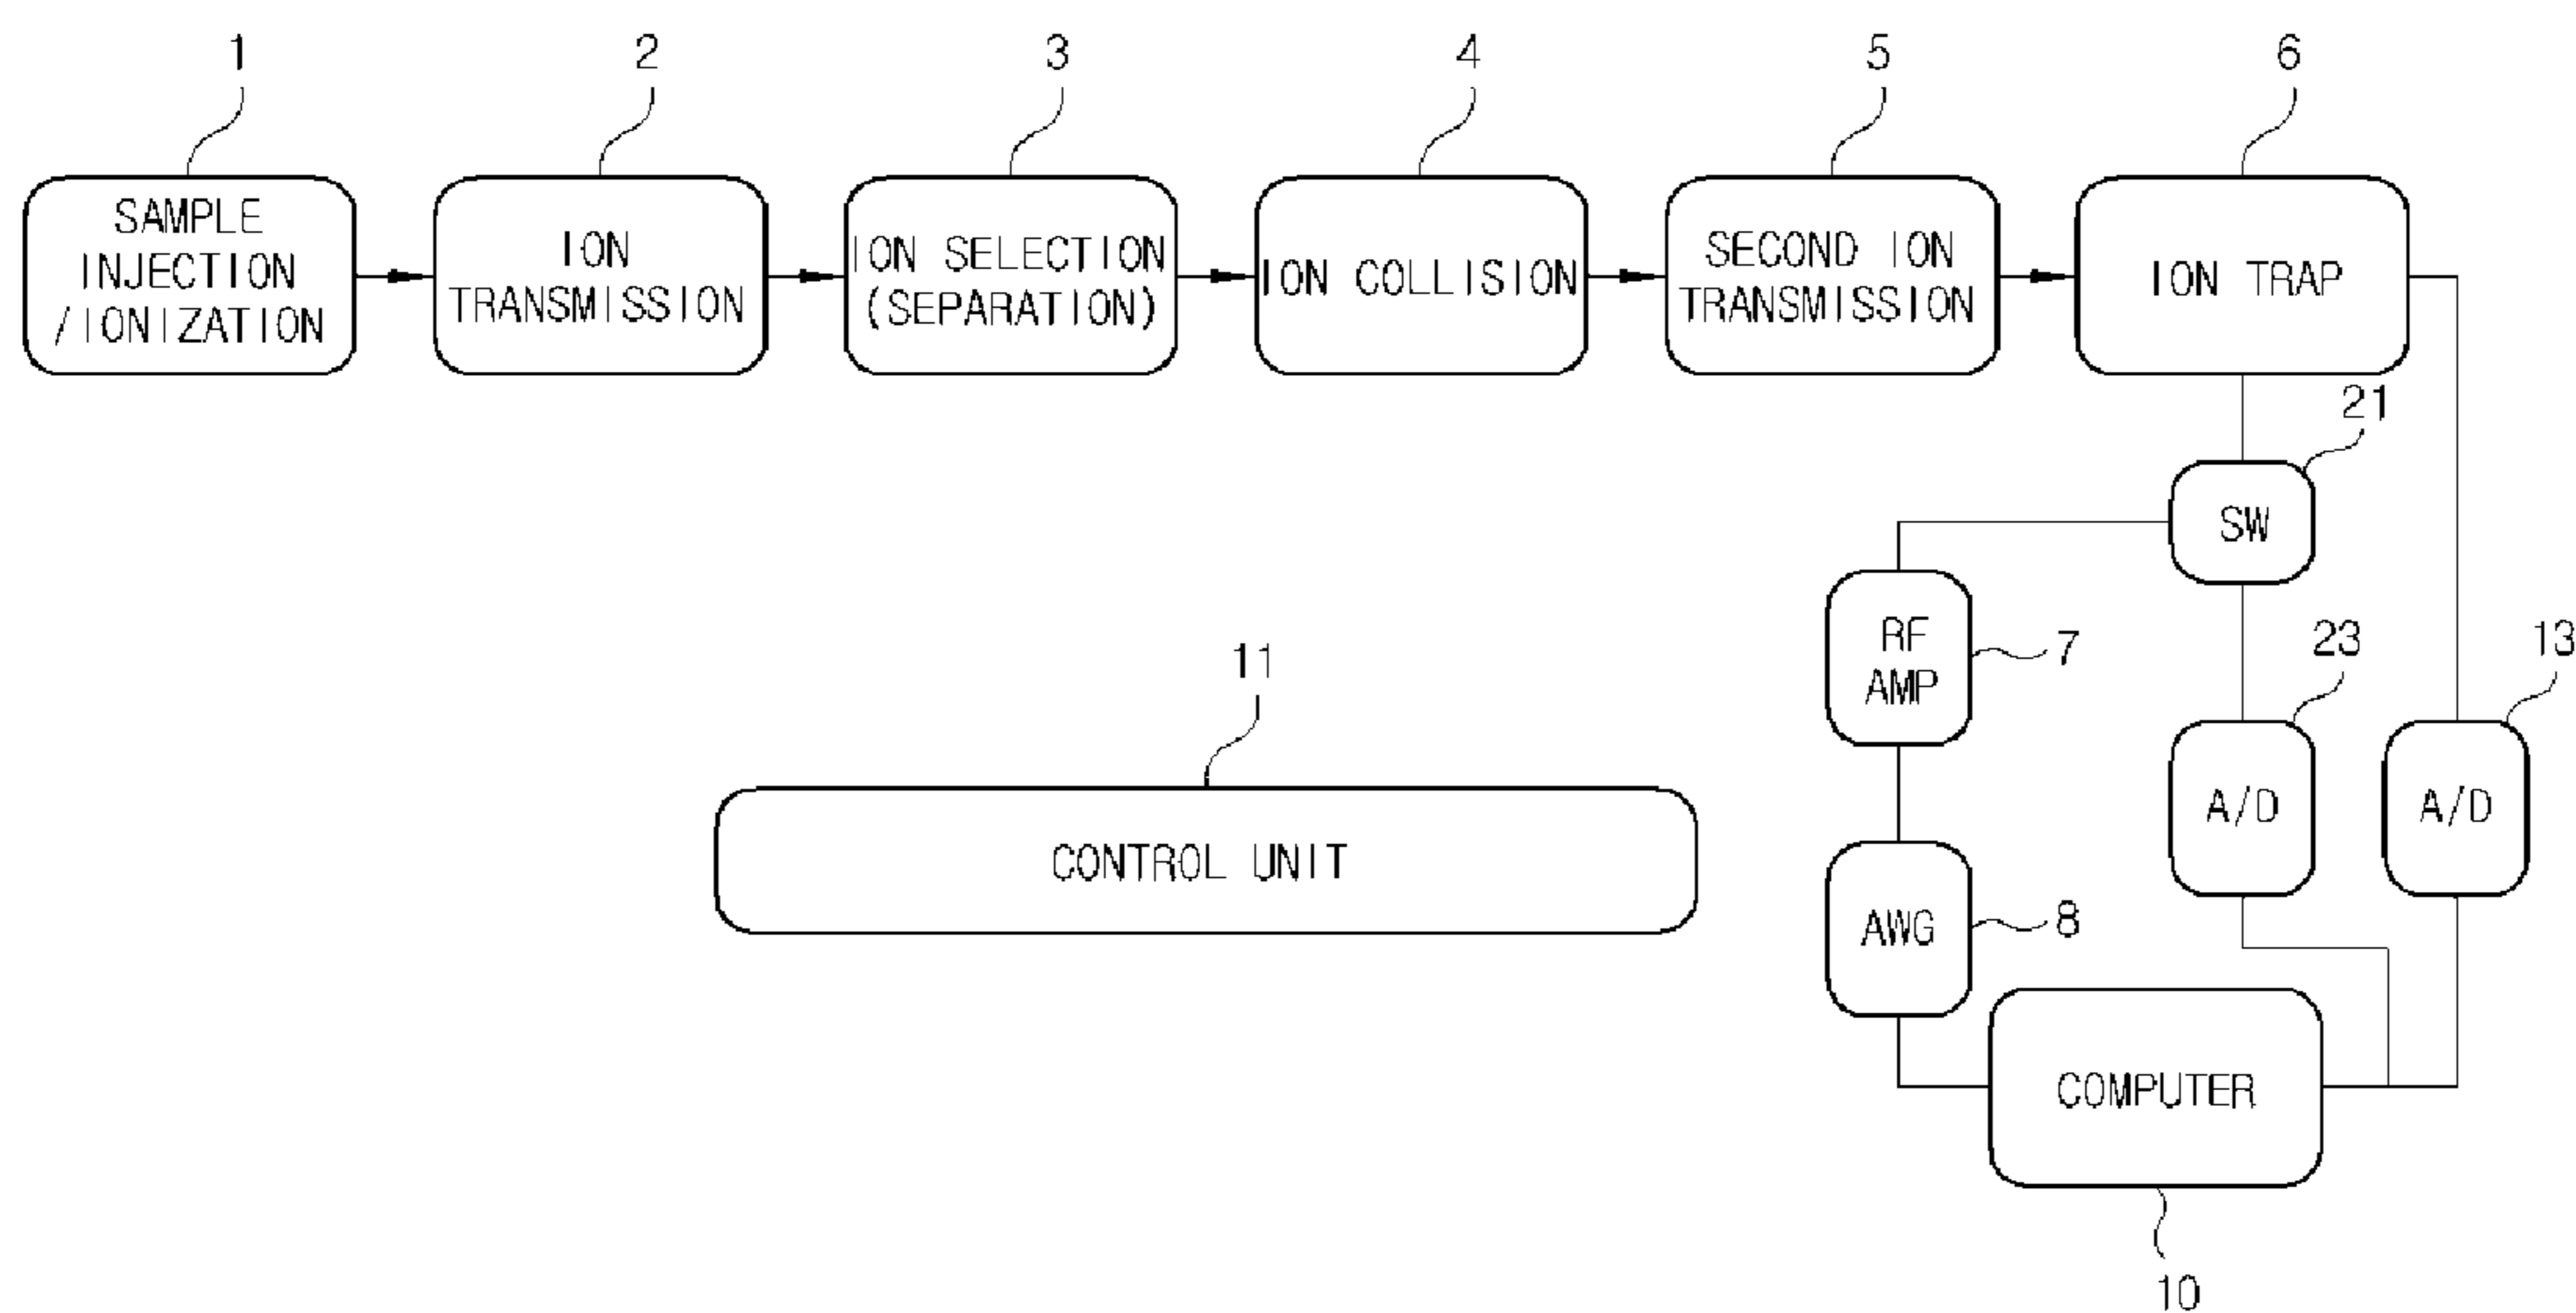 1
2
3
4
5
6
SAMPLE
INJECTION
/IONIZATION
ION
TRANSMISSION
ION SELECTION
(SEPARATION)
ION COLLISION
SECOND ION
TRANSMISSION
ION TRAP
21
SW
RF
AMP
7
23
13
11
A/D
A/D
CONTROL UNIT
AWG
8
COMPUTER
10